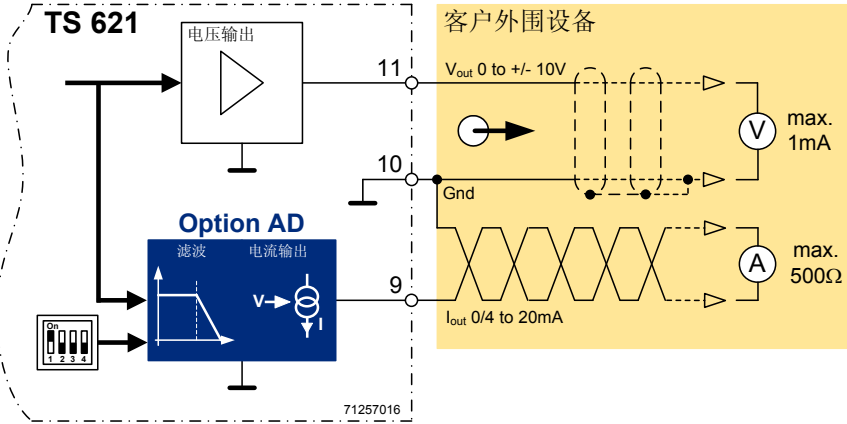 TS 621
电压输出
客户外围设备
11
Vout 0 to +/- 10V
V
max.
1mA
10
Gnd
Option AD
滤波
电流输出
V
I
9
A
max.
500Ω
Iout 0/4 to 20mA
On
1 2 3 4
71257016